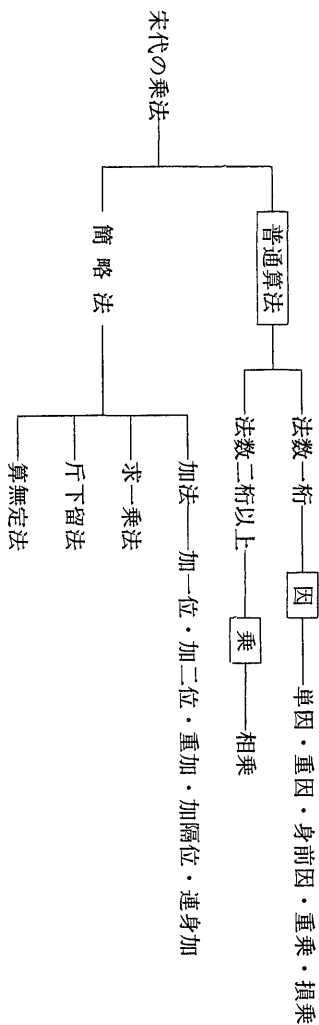 宋代の乗法
普通算法
法数一桁
因
単因・重因・身前因・重乗・損乗
法数二桁以上
乗
相乗
簡略法
加法
加一位・加二位・重加・加隔位・連身加
求一乗法
斤下留法
算無定法